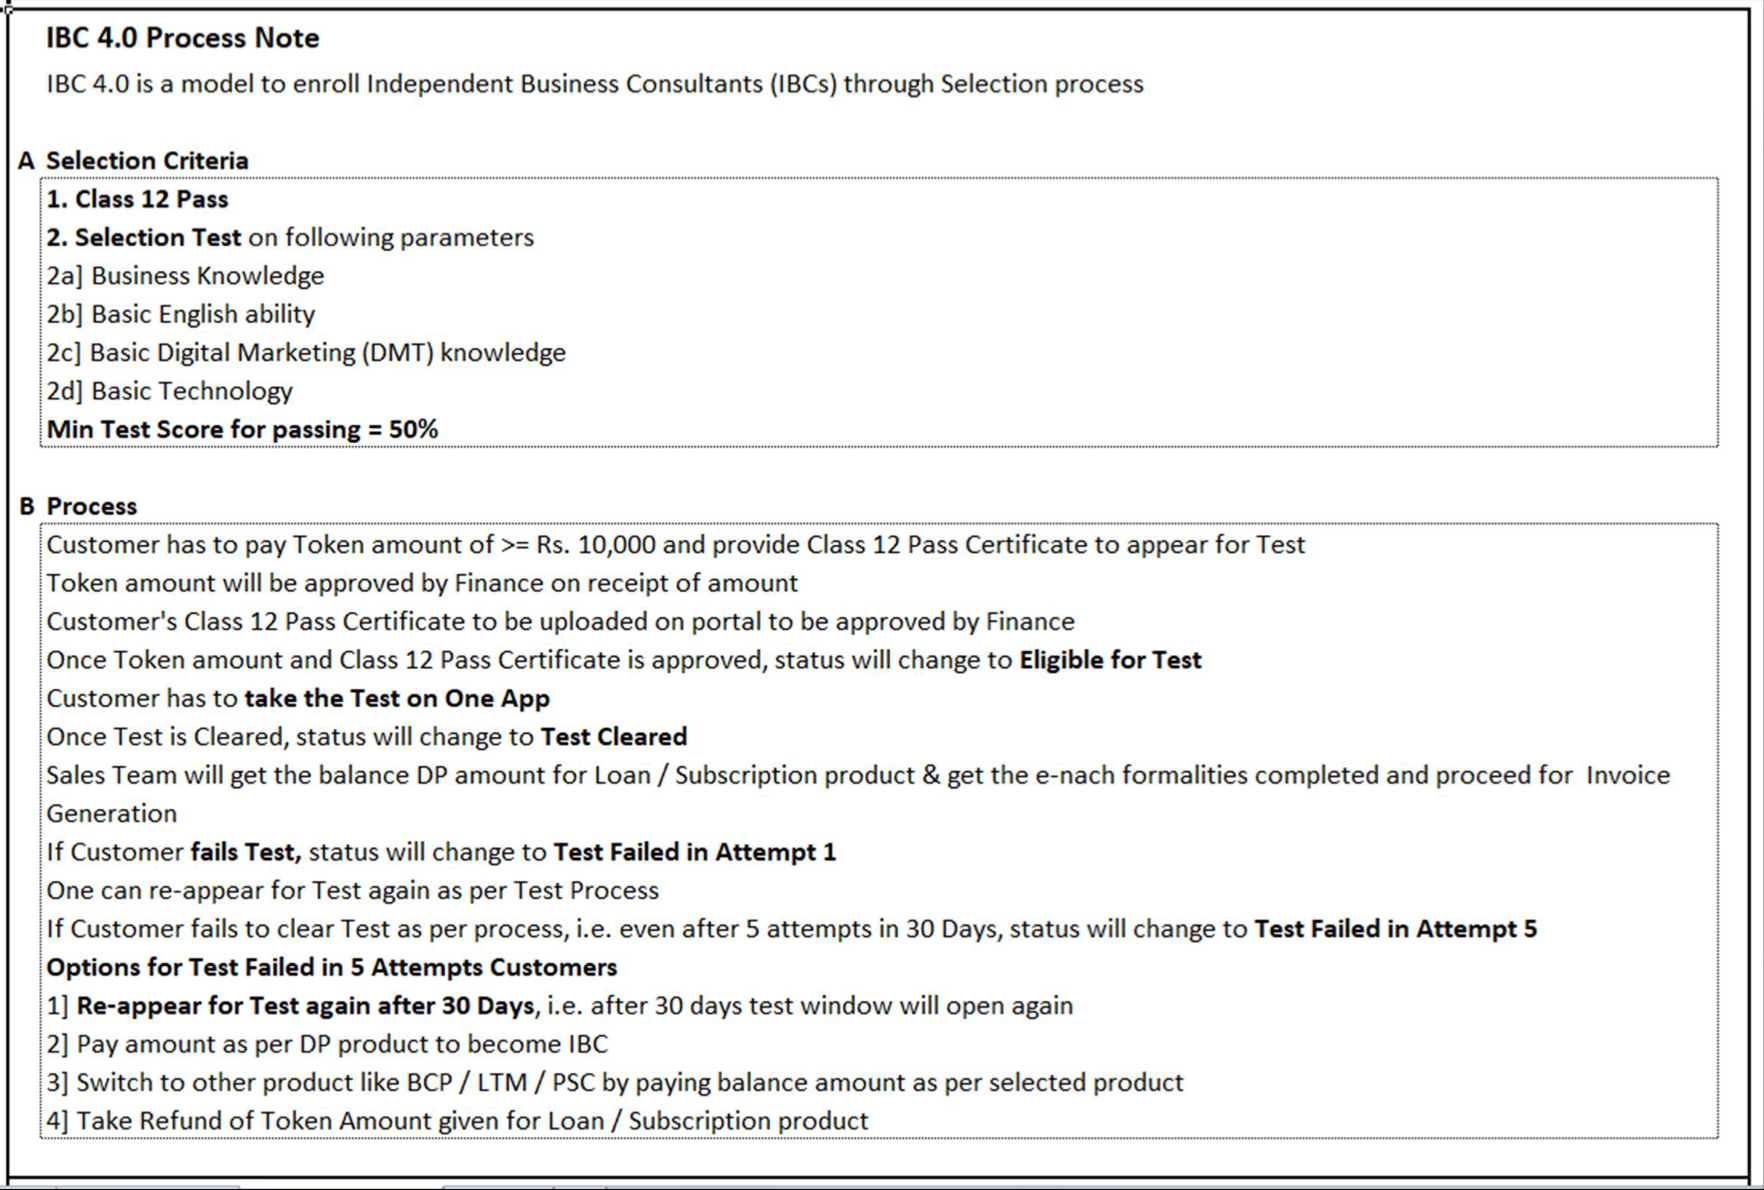 IBC 4.0 Process Note
IBC 4.0 is a model to enroll Independent Business Consultants (IBCs) through Selection process
A Selection Criteria
1. Class 12 Pass
2. Selection Test on following parameters
2a] Business Knowledge
2b] Basic English ability
2c] Basic Digital Marketing (DMT) knowledge
2d] Basic Technology
Min Test Score for passing = 50%
B Process
Customer has to pay Token amount of >= Rs. 10,000 and provide Class 12 Pass Certificate to appear for Test
Token amount will be approved by Finance on receipt of amount
Customer's Class 12 Pass Certificate to be uploaded on portal to be approved by Finance
Once Token amount and Class 12 Pass Certificate is approved, status will change to Eligible for Test
Customer has to take the Test on One App
Once Test is Cleared, status will change to Test Cleared
Sales Team will get the balance DP amount for Loan / Subscription product & get the e-nach formalities completed and proceed for  Invoice
Generation
If Customer fails Test, status will change to Test Failed in Attempt 1
One can re-appear for Test again as per Test Process
If Customer fails to clear Test as per process, i.e. even after 5 attempts in 30 Days, status will change to Test Failed in Attempt 5
Options for Test Failed in 5 Attempts Customers
1] Re-appear for Test again after 30 Days, i.e. after 30 days test window will open again
2] Pay amount as per DP product to become IBC
3] Switch to other product like BCP / LTM / PSC by paying balance amount as per selected product
4] Take Refund of Token Amount given for Loan / Subscription product